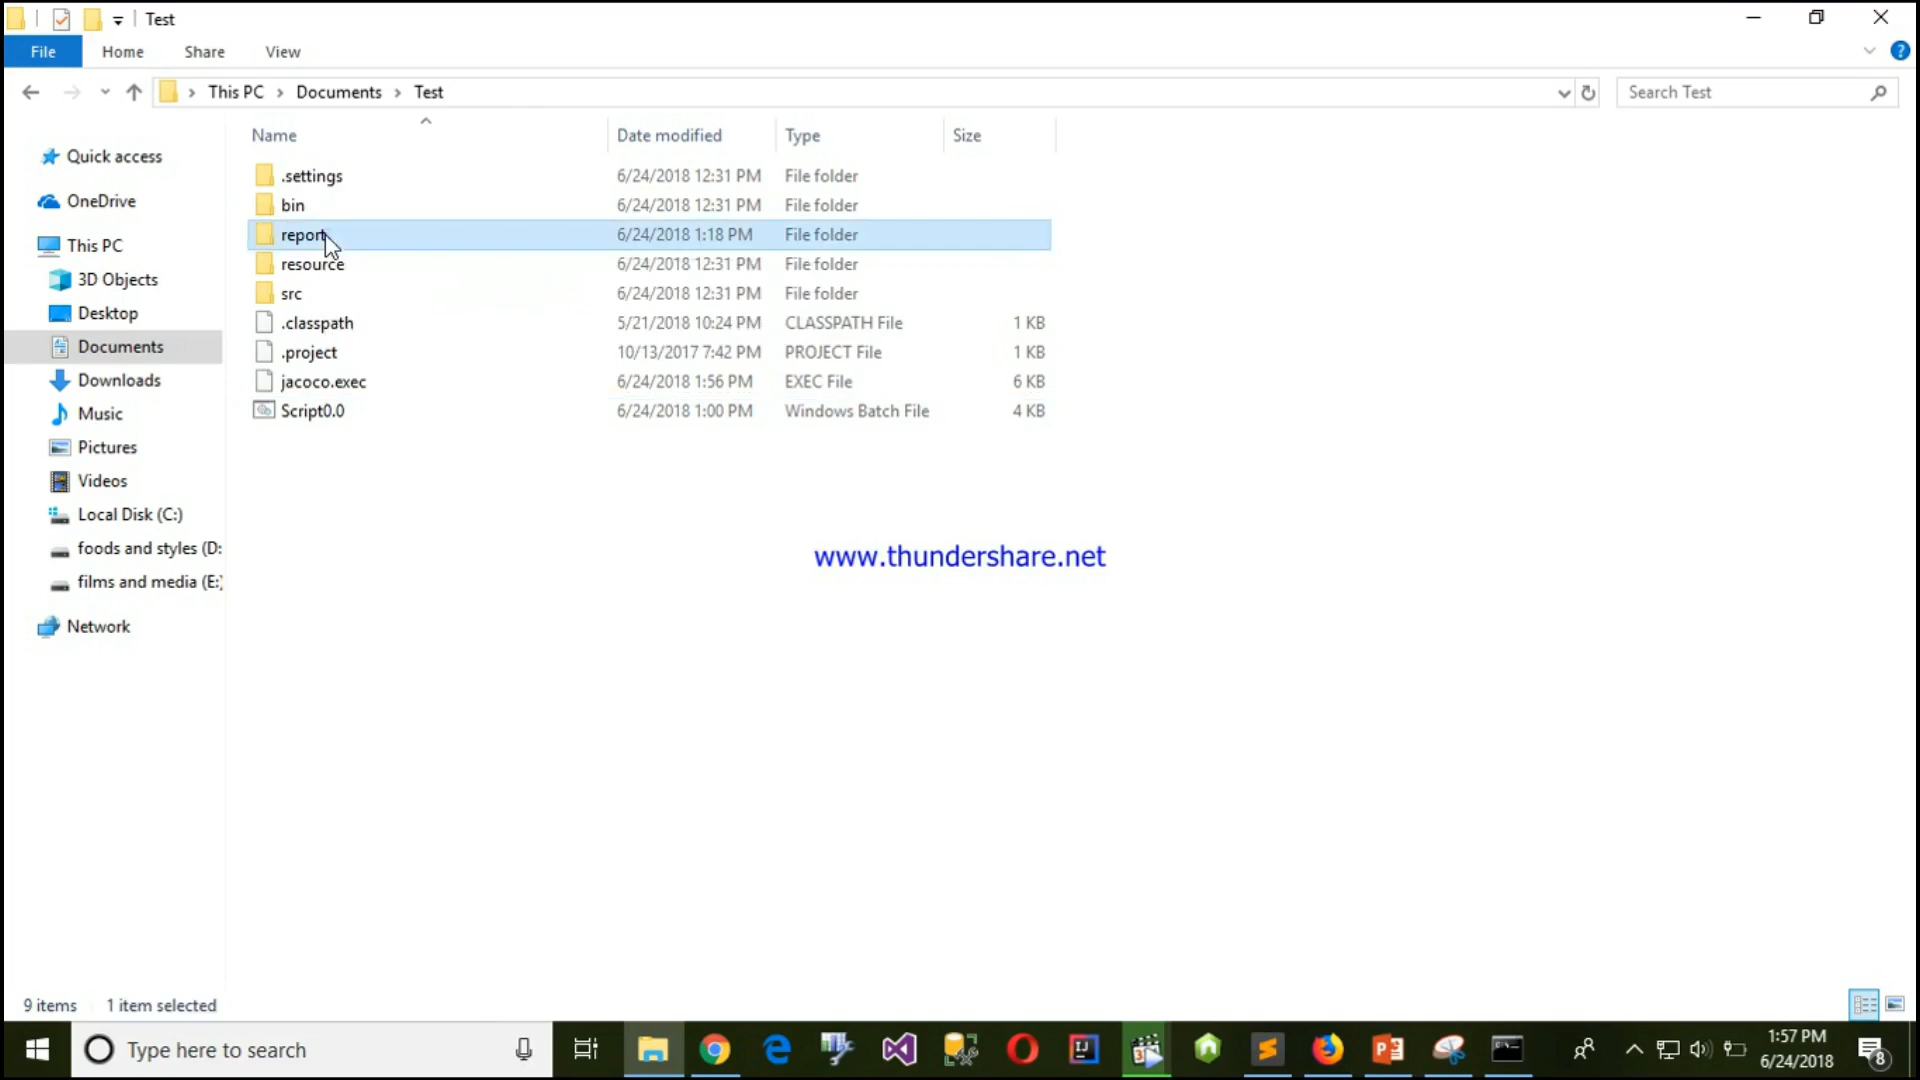 Test
File Home Share View
This PC Documents Test Search Test
Name Date modified Type Size
Quick access
OneDrive
This PC
3D Objects
Desktop
Documents
Downloads
Music
Pictures
Videos
Local Disk (C:)
foods and styles (D:
films and media (E:)
Network
.settings 6/24/2018 12:31 PM File folder
bin 6/24/2018 12:31 PM File folder
report 6/24/2018 1:18 PM File folder
resource 6/24/2018 12:31 PM File folder
src 6/24/2018 12:31 PM File folder
.classpath 5/21/2018 10:24 PM CLASSPATH File 1 KB
.project 10/13/2017 7:42 PM PROJECT File 1 KB
jacoco.exec 6/24/2018 1:56 PM EXEC File 6 KB
Script0.0 6/24/2018 1:00 PM Windows Batch File 4 KB
www.thundershare.net
9 items 1 item selected
Type here to search
1:57 PM
6/24/2018
8